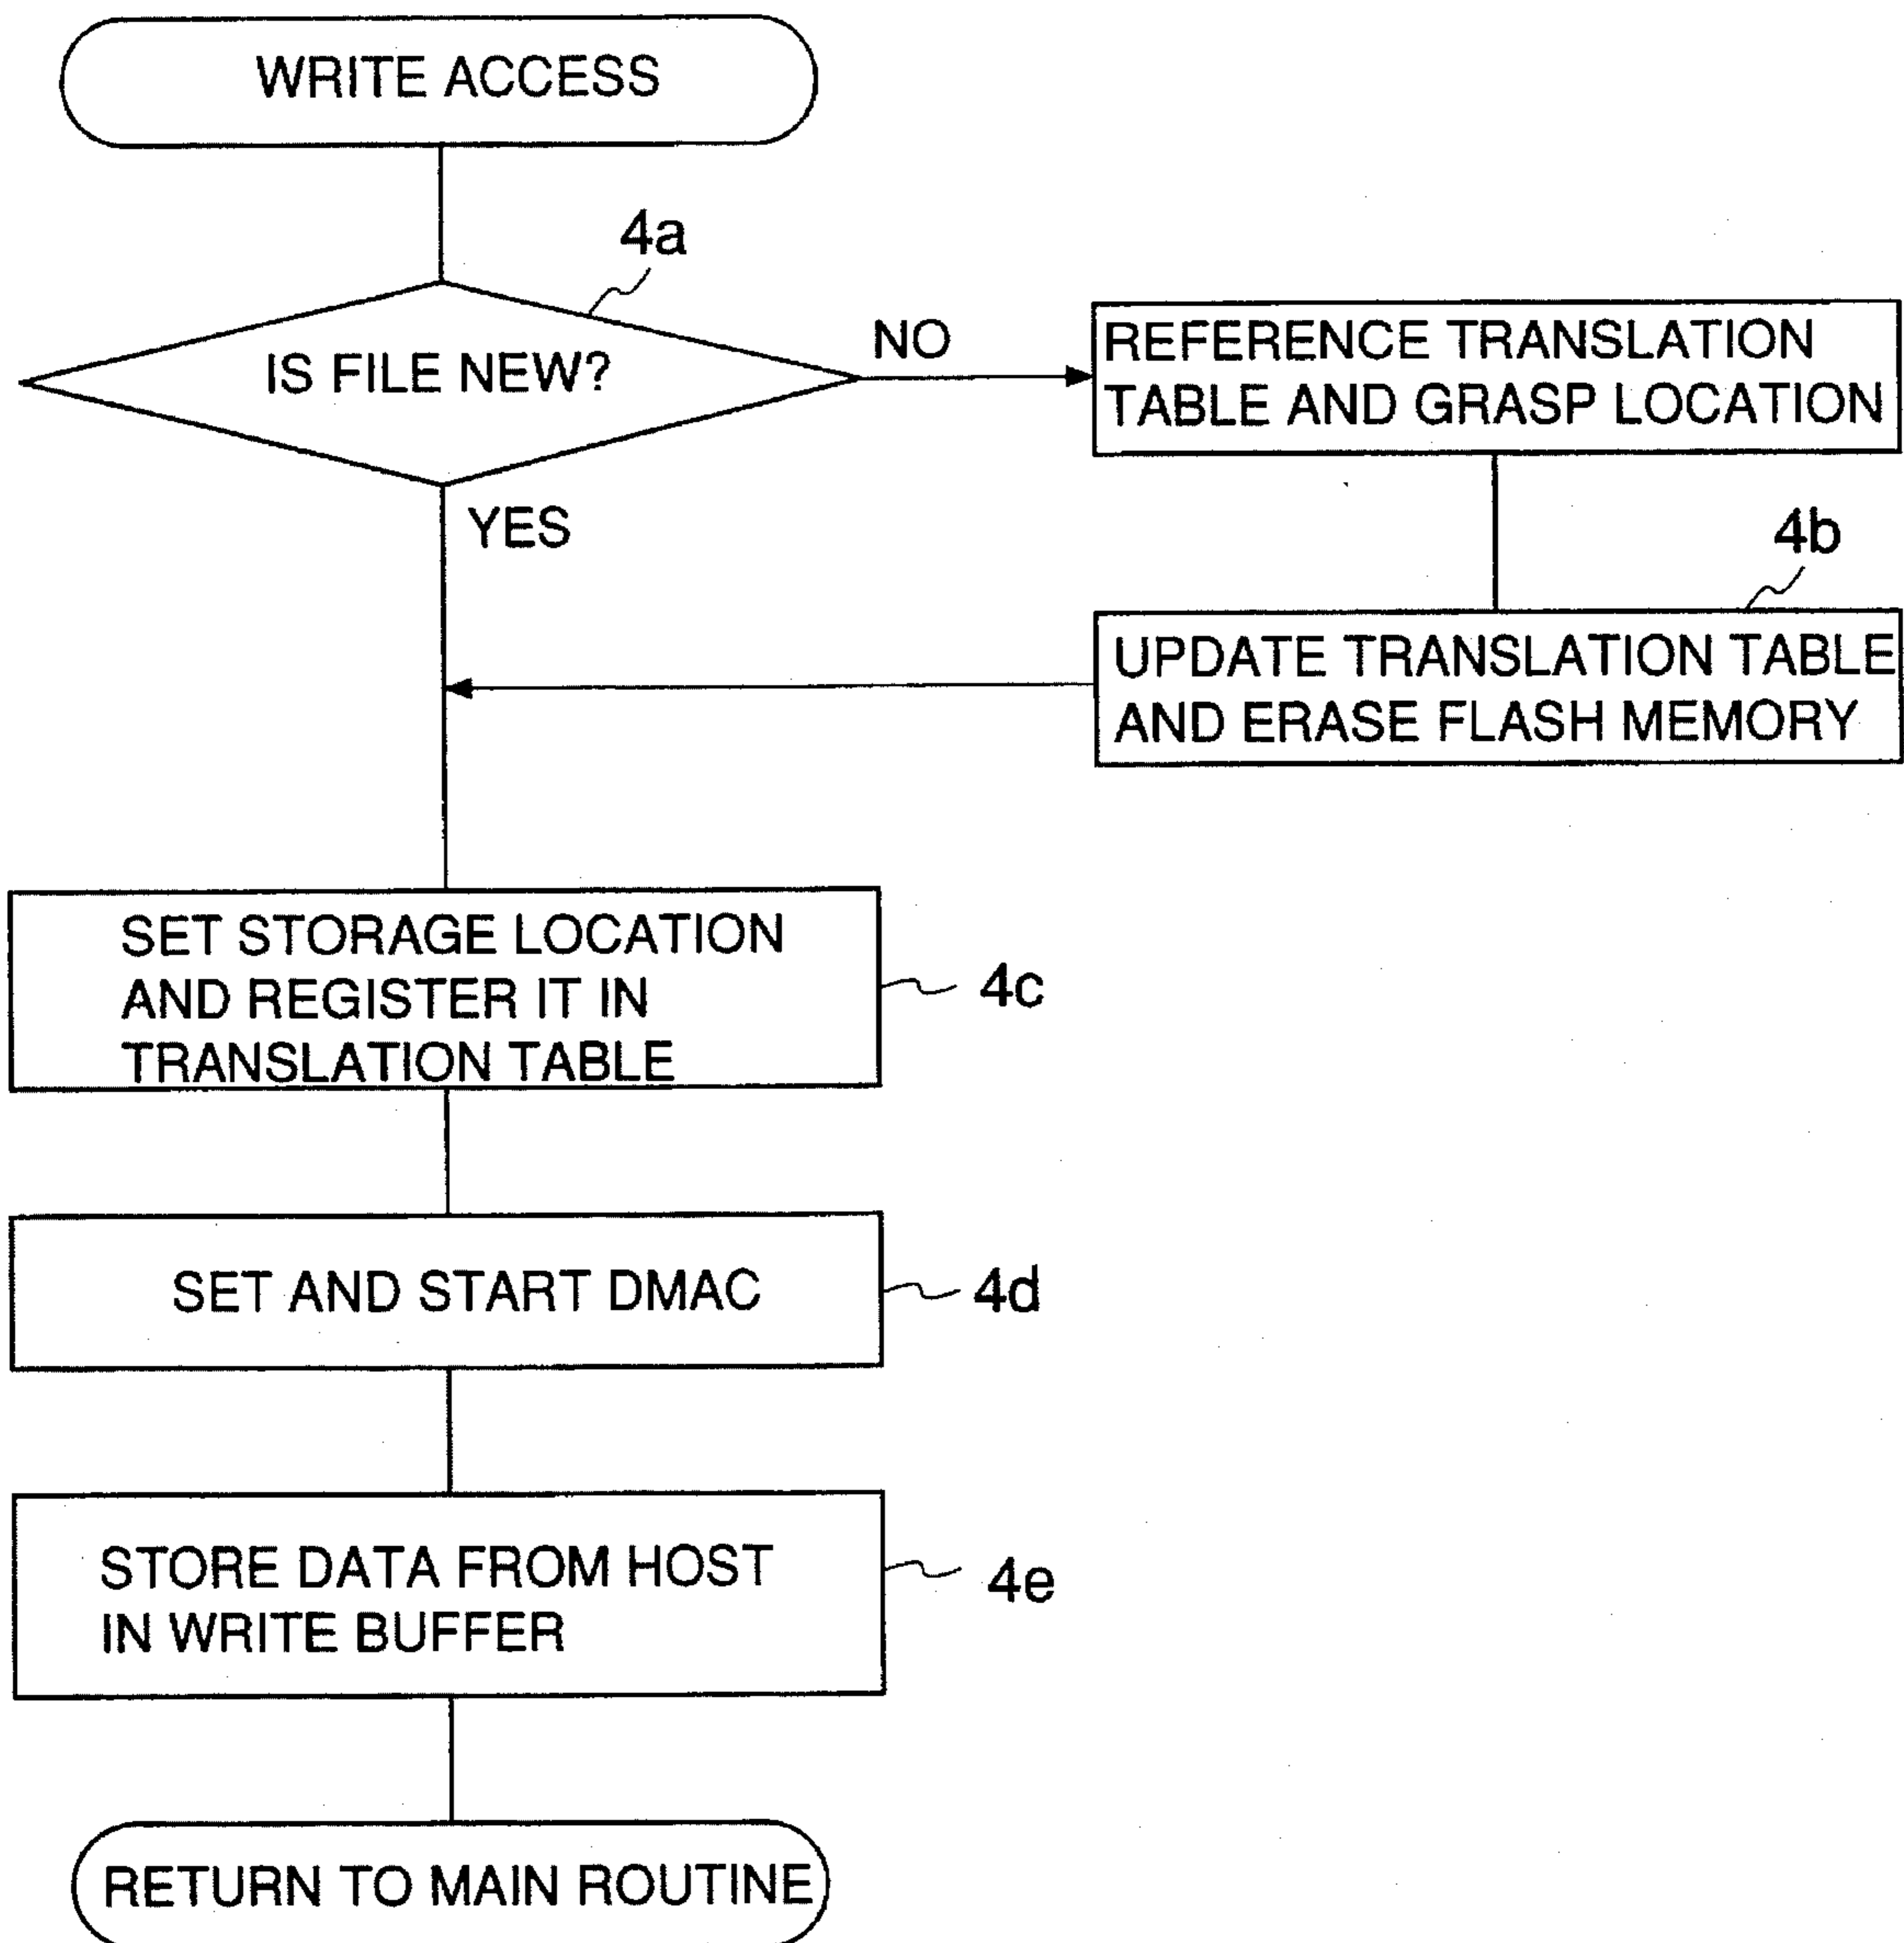 WRITE ACCESS
4a
IS FILE NEW?
NO
REFERENCE TRANSLATION
TABLE AND GRASP LOCATION
YES
4b
UPDATE TRANSLATION TABLE
AND ERASE FLASH MEMORY
SET STORAGE LOCATION
AND REGISTER IT IN
TRANSLATION TABLE
4c
SET AND START DMAC
4d
STORE DATA FROM HOST
IN WRITE BUFFER
4e
RETURN TO MAIN ROUTINE